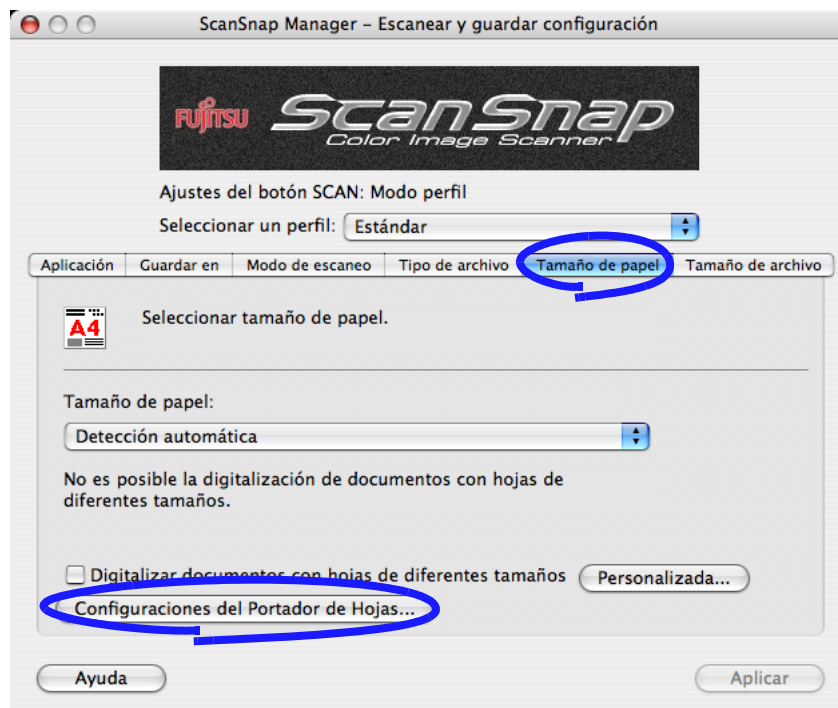 ScanSnap Manager – Escanear y guardar configuración
FUJITSU ScanSnap
Color Image Scanner
Ajustes del botón SCAN: Modo perfil
Seleccionar un perfil: Estándar
Aplicación Guardar en Modo de escaneo Tipo de archivo Tamaño de papel Tamaño de archivo
A4 Seleccionar tamaño de papel.
Tamaño de papel:
Detección automática
No es posible la digitalización de documentos con hojas de
diferentes tamaños.
Digitalizar documentos con hojas de diferentes tamaños Personalizada...
Configuraciones del Portador de Hojas...
Ayuda Aplicar